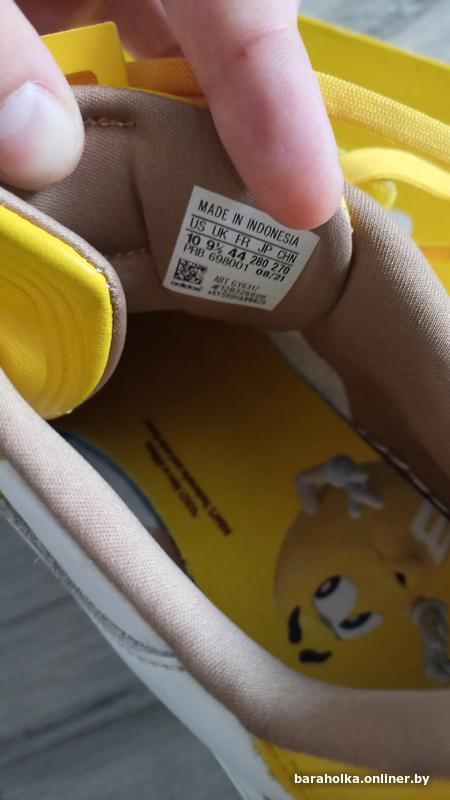 MADE IN INDONESIA
US UK FR JP CHN
10 9½ 44 280 270
PRB 698001 08/21
ART GY6317
adidas
baraholka.onliner.by